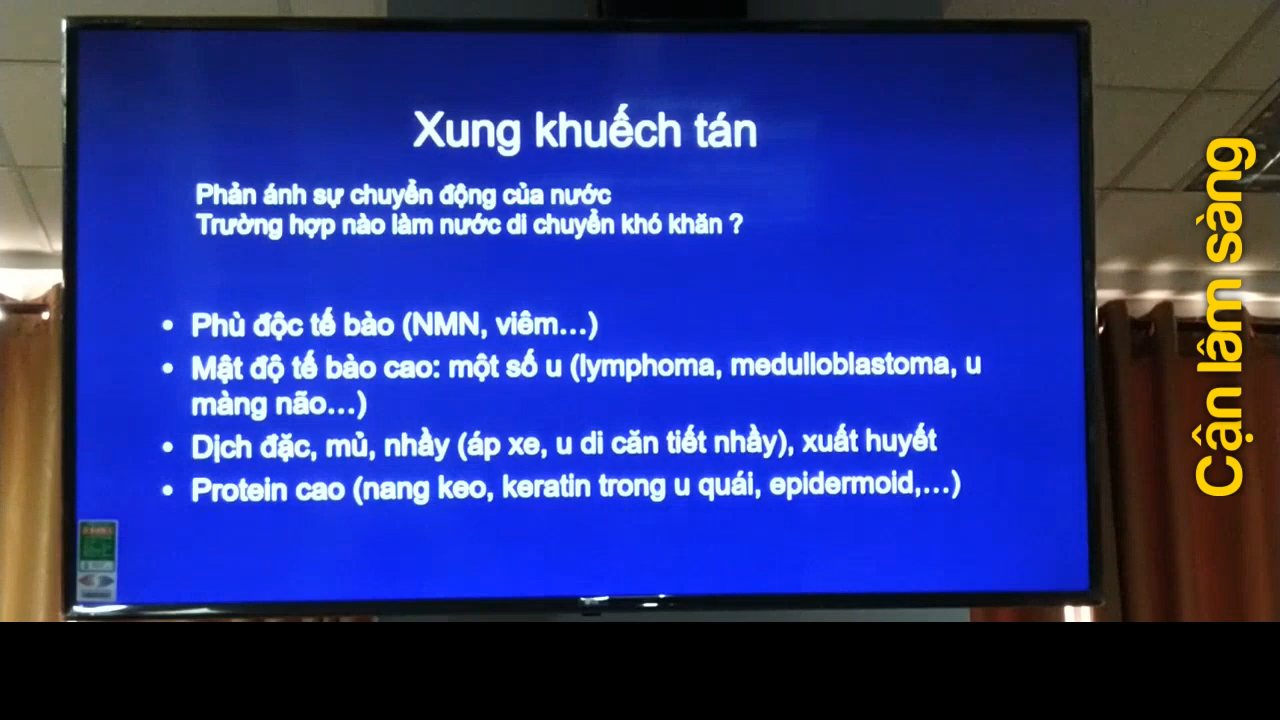 Xung khuếch tán
Phản ánh sự chuyển động của nước
Trường hợp nào làm nước di chuyển khó khăn ?
• Phù độc tế bào (NMN, viêm...)
• Mật độ tế bào cao: một số u (lymphoma, medulloblastoma, u
màng não...)
• Dịch đặc, mủ, nhầy (áp xe, u di căn tiết nhầy), xuất huyết
• Protein cao (nang keo, keratin trong u quái, epidermoid,...)
Cận lâm sàng